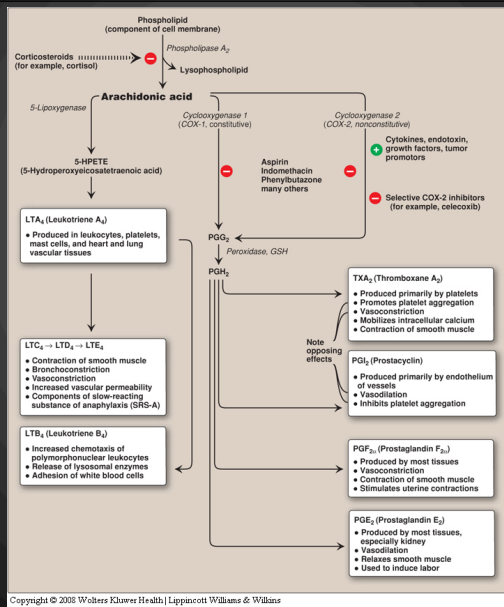 Phospholipid
(component of cell membrane)
Phospholipase A2
Corticosteroids
(for example, cortisol)
Lysophospholipid
Arachidonic acid
5-Lipoxygenase
Cyclooxygenase 1
(COX-1, constitutive)
Cyclooxygenase 2
(COX-2, nonconstitutive)
Cytokines, endotoxin,
growth factors, tumor
promotors
5-HPETE
(5-Hydroperoxyeicosatetraenoic acid)
Aspirin
Indomethacin
Phenylbutazone
many others
Selective COX-2 inhibitors
(for example, celecoxib)
LTA4 (Leukotriene A4)
• Produced in leukocytes, platelets,
mast cells, and heart and lung
vascular tissues
PGG2
Peroxidase, GSH
PGH2
TXA2 (Thromboxane A2)
• Produced primarily by platelets
• Promotes platelet aggregation
• Vasoconstriction
• Mobilizes intracellular calcium
• Contraction of smooth muscle
Note
opposing
effects
LTC4 → LTD4 → LTE4
• Contraction of smooth muscle
• Bronchoconstriction
• Vasoconstriction
• Increased vascular permeability
• Components of slow-reacting
substance of anaphylaxis (SRS-A)
PGI2 (Prostacyclin)
• Produced primarily by endothelium
of vessels
• Vasodilation
• Inhibits platelet aggregation
LTB4 (Leukotriene B4)
• Increased chemotaxis of
polymorphonuclear leukocytes
• Release of lysosomal enzymes
• Adhesion of white blood cells
PGF2α (Prostaglandin F2α)
• Produced by most tissues
• Vasoconstriction
• Contraction of smooth muscle
• Stimulates uterine contractions
PGE2 (Prostaglandin E2)
• Produced by most tissues,
especially kidney
• Vasodilation
• Relaxes smooth muscle
• Used to induce labor
Copyright © 2008 Wolters Kluwer Health | Lippincott Williams & Wilkins